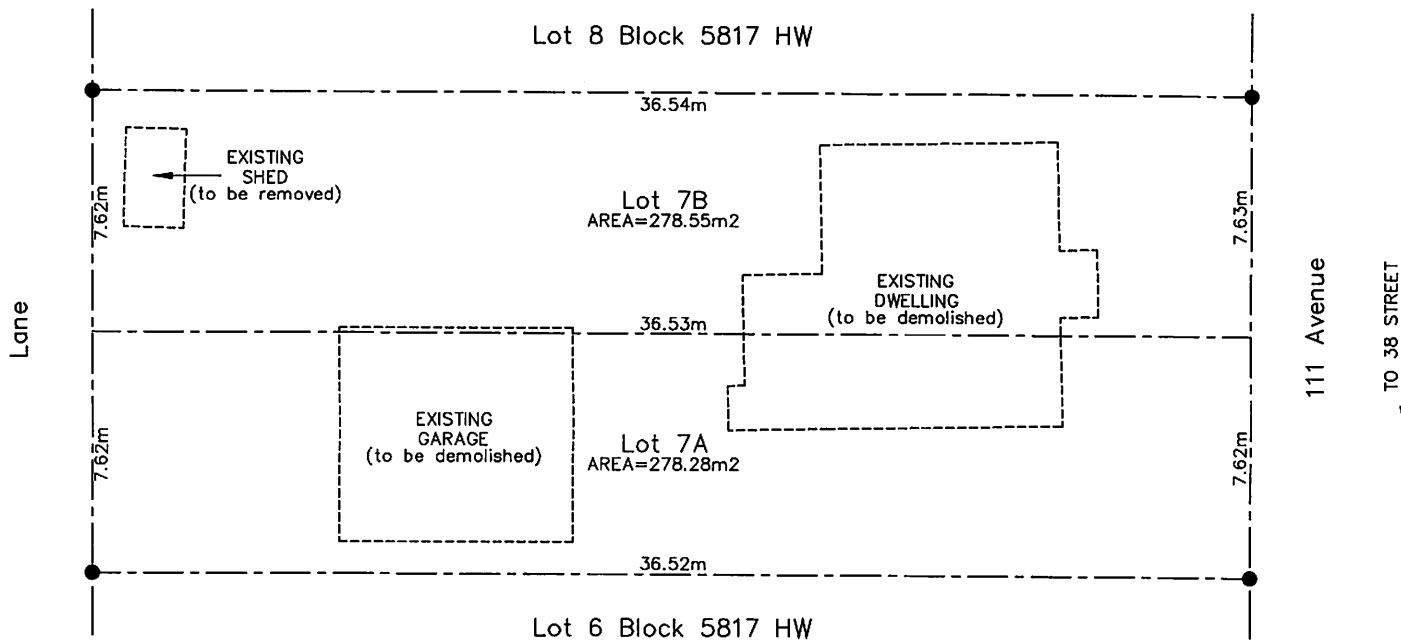 Lot 8 Block 5817 HW
36.54m
EXISTING
SHED
(to be removed)
7.62m
Lot 7B
AREA=278.55m2
7.63m
EXISTING
DWELLING
(to be demolished)
36.53m
Lane
111 Avenue
TO 38 STREET
EXISTING
GARAGE
(to be demolished)
7.62m
Lot 7A
AREA=278.28m2
7.62m
36.52m
Lot 6 Block 5817 HW